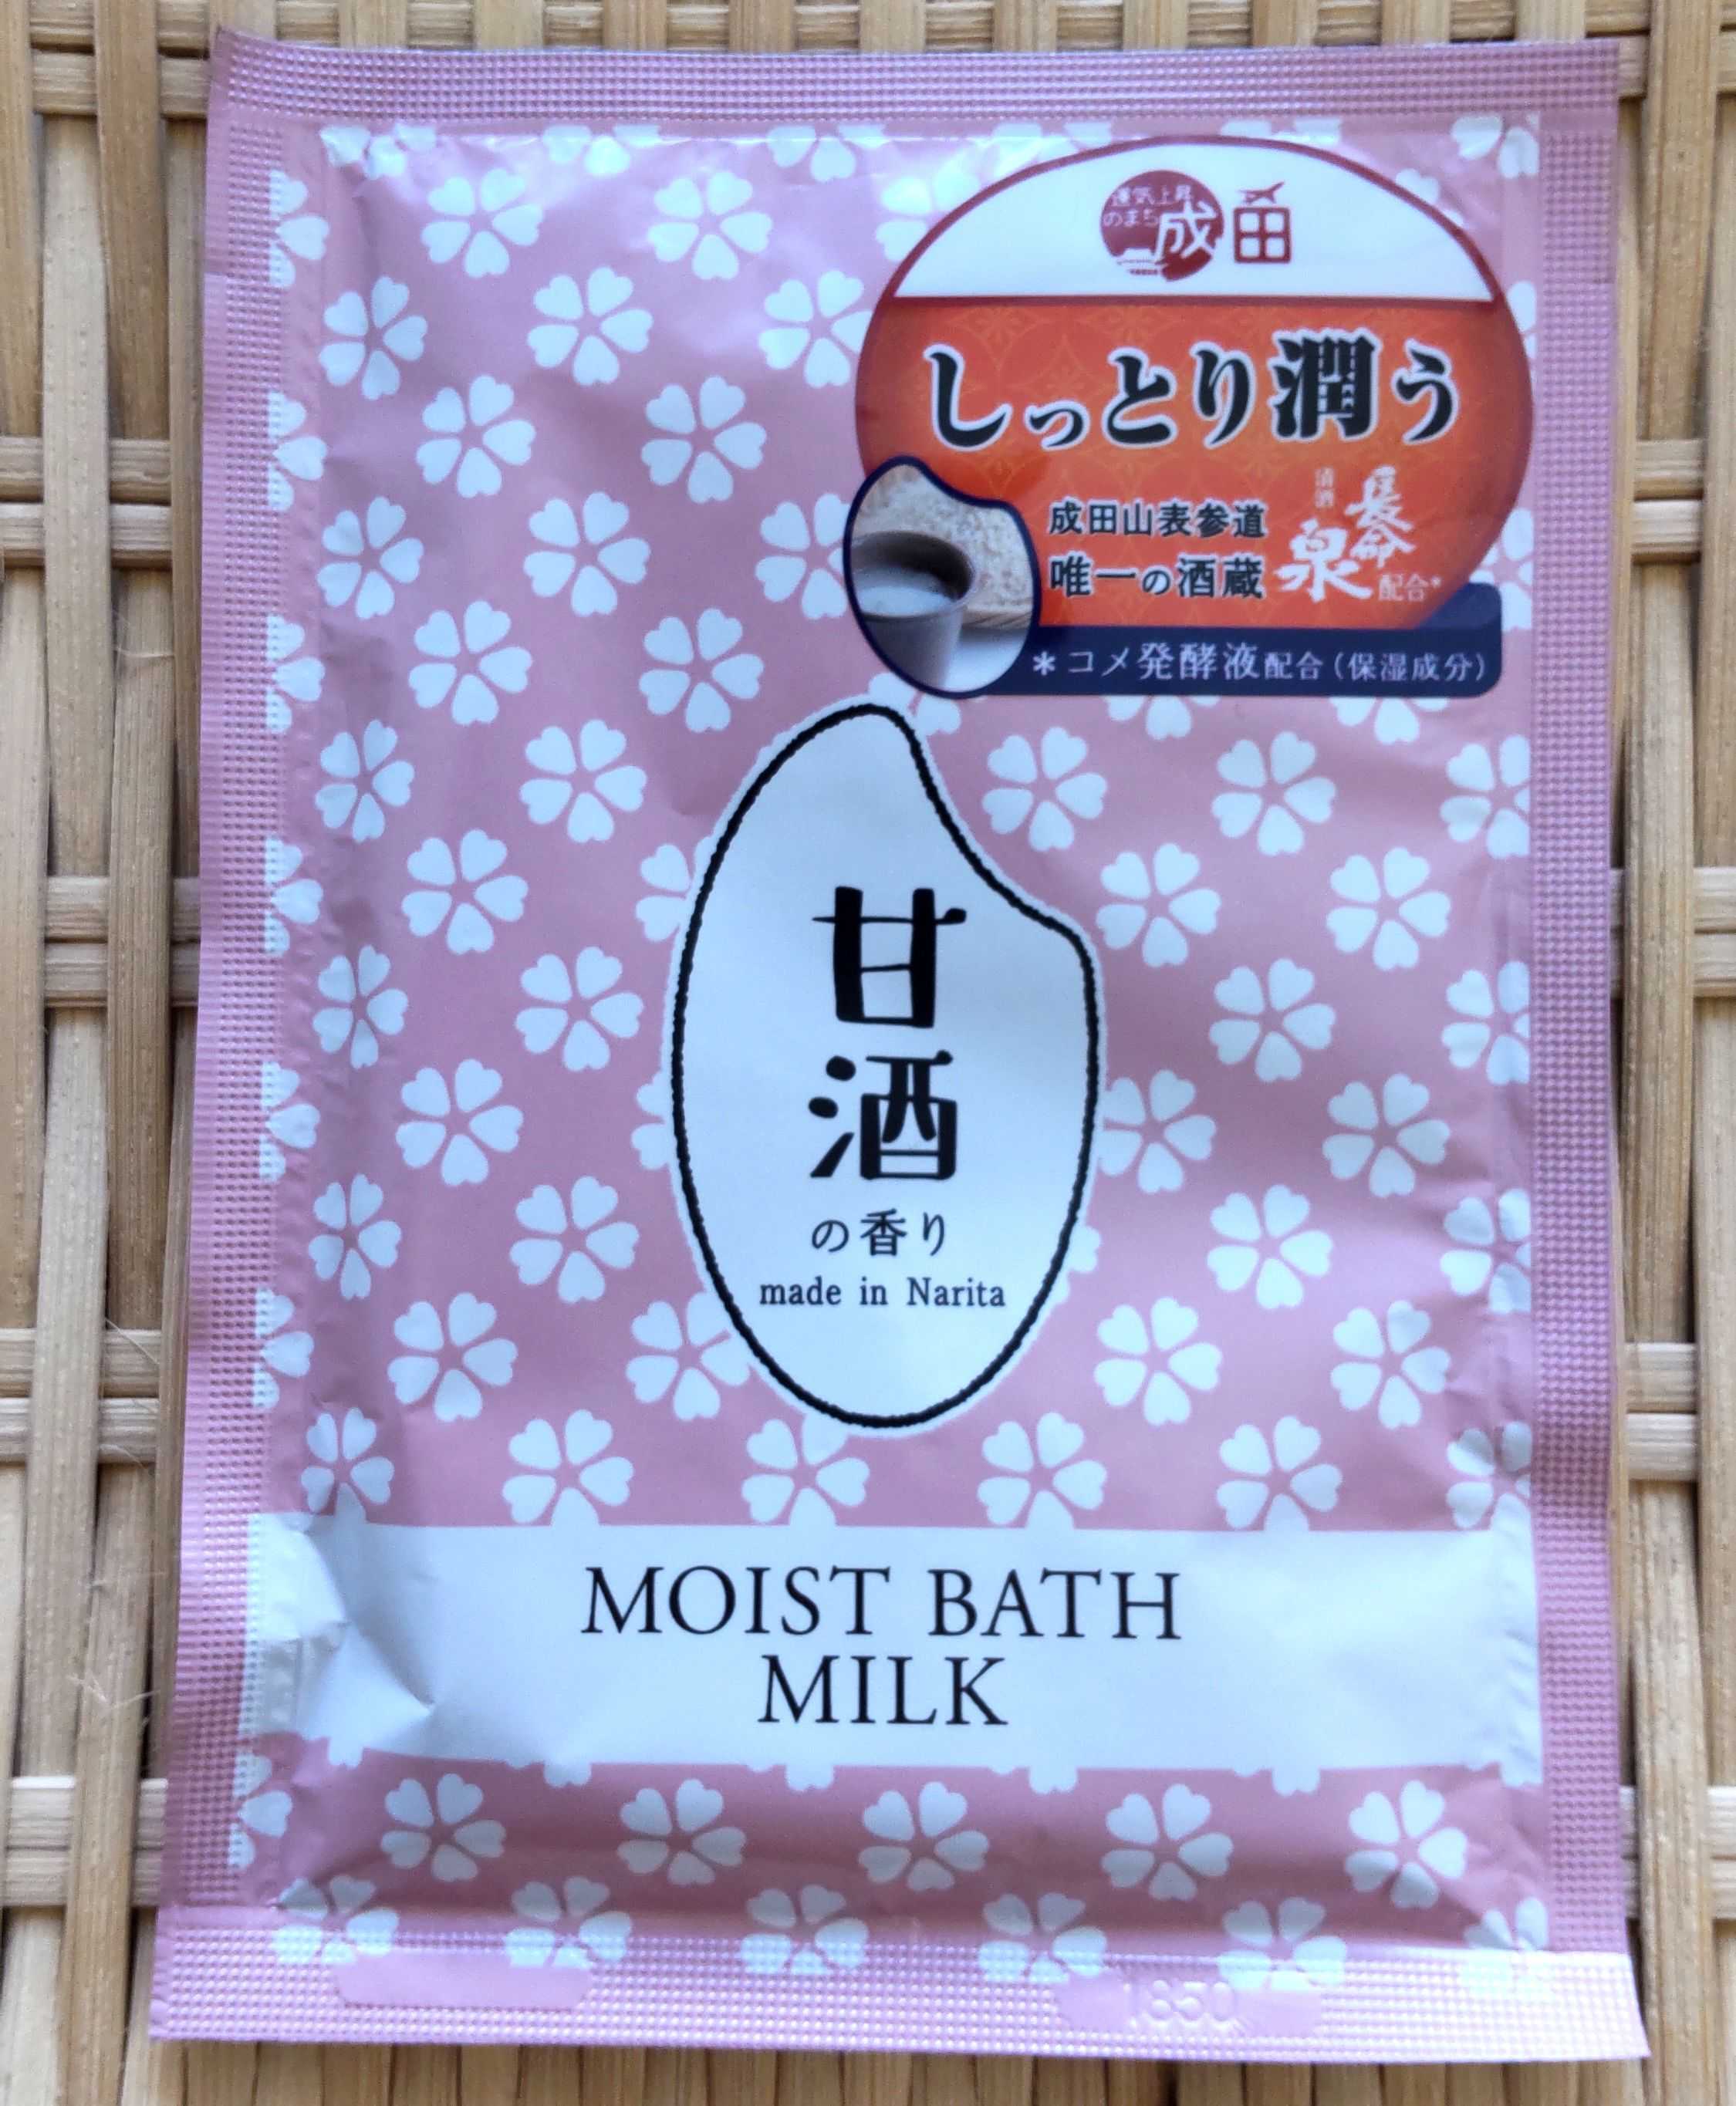 運気上昇
のまち
成田
しっとり潤う
成田山表参道
唯一の酒蔵
清酒
長命泉
配合*
＊コメ発酵液配合（保湿成分）
甘酒
の香り
made in Narita
MOIST BATH
MILK
1850